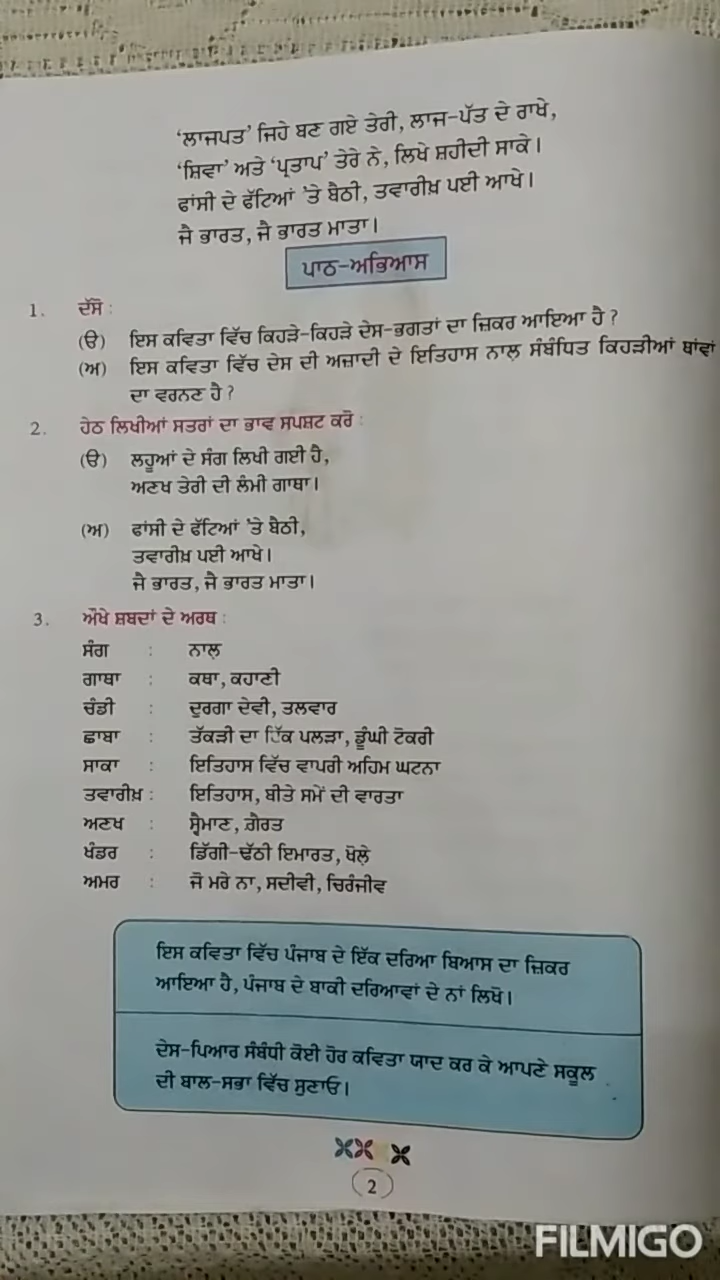 ‘ਲਾਜਪਤ’ ਜਿਹੇ ਬਣ ਗਏ ਤੇਰੀ, ਲਾਜ-ਪੱਤ ਦੇ ਰਾਖੇ,
‘ਸ਼ਿਵਾ’ ਅਤੇ ‘ਪ੍ਰਤਾਪ’ ਤੇਰੇ ਨੇ, ਲਿਖੇ ਸ਼ਹੀਦੀ ਸਾਕੇ।
ਫਾਂਸੀ ਦੇ ਫੱਟਿਆਂ ’ਤੇ ਬੈਠੀ, ਤਵਾਰੀਖ਼ ਪਈ ਆਖੇ।
ਜੈ ਭਾਰਤ, ਜੈ ਭਾਰਤ ਮਾਤਾ।
ਪਾਠ-ਅਭਿਆਸ
1. ਦੱਸੋ :
(ੳ) ਇਸ ਕਵਿਤਾ ਵਿੱਚ ਕਿਹੜੇ-ਕਿਹੜੇ ਦੇਸ-ਭਗਤਾਂ ਦਾ ਜ਼ਿਕਰ ਆਇਆ ਹੈ ?
(ਅ) ਇਸ ਕਵਿਤਾ ਵਿੱਚ ਦੇਸ ਦੀ ਅਜ਼ਾਦੀ ਦੇ ਇਤਿਹਾਸ ਨਾਲ਼ ਸੰਬੰਧਿਤ ਕਿਹੜੀਆਂ ਥਾਂਵਾਂ
ਦਾ ਵਰਨਣ ਹੈ ?
2. ਹੇਠ ਲਿਖੀਆਂ ਸਤਰਾਂ ਦਾ ਭਾਵ ਸਪਸ਼ਟ ਕਰੋ :
(ੳ) ਲਹੂਆਂ ਦੇ ਸੰਗ ਲਿਖੀ ਗਈ ਹੈ,
ਅਣਖ ਤੇਰੀ ਦੀ ਲੰਮੀ ਗਾਥਾ।
(ਅ) ਫਾਂਸੀ ਦੇ ਫੱਟਿਆਂ ’ਤੇ ਬੈਠੀ,
ਤਵਾਰੀਖ਼ ਪਈ ਆਖੇ।
ਜੈ ਭਾਰਤ, ਜੈ ਭਾਰਤ ਮਾਤਾ।
3. ਔਖੇ ਸ਼ਬਦਾਂ ਦੇ ਅਰਥ :
ਸੰਗ : ਨਾਲ਼
ਗਾਥਾ : ਕਥਾ, ਕਹਾਣੀ
ਚੰਡੀ : ਦੁਰਗਾ ਦੇਵੀ, ਤਲਵਾਰ
ਛਾਬਾ : ਤੱਕੜੀ ਦਾ ਇੱਕ ਪਲੜਾ, ਡੂੰਘੀ ਟੋਕਰੀ
ਸਾਕਾ : ਇਤਿਹਾਸ ਵਿੱਚ ਵਾਪਰੀ ਅਹਿਮ ਘਟਨਾ
ਤਵਾਰੀਖ਼ : ਇਤਿਹਾਸ, ਬੀਤੇ ਸਮੇਂ ਦੀ ਵਾਰਤਾ
ਅਣਖ : ਸ੍ਵੈਮਾਣ, ਗ਼ੈਰਤ
ਖੰਡਰ : ਡਿੱਗੀ-ਢੱਠੀ ਇਮਾਰਤ, ਖੋਲ਼ੇ
ਅਮਰ : ਜੋ ਮਰੇ ਨਾ, ਸਦੀਵੀ, ਚਿਰੰਜੀਵ
ਇਸ ਕਵਿਤਾ ਵਿੱਚ ਪੰਜਾਬ ਦੇ ਇੱਕ ਦਰਿਆ ਬਿਆਸ ਦਾ ਜ਼ਿਕਰ
ਆਇਆ ਹੈ, ਪੰਜਾਬ ਦੇ ਬਾਕੀ ਦਰਿਆਵਾਂ ਦੇ ਨਾਂ ਲਿਖੋ।
ਦੇਸ-ਪਿਆਰ ਸੰਬੰਧੀ ਕੋਈ ਹੋਰ ਕਵਿਤਾ ਯਾਦ ਕਰ ਕੇ ਆਪਣੇ ਸਕੂਲ
ਦੀ ਬਾਲ-ਸਭਾ ਵਿੱਚ ਸੁਣਾਓ।
2
FILMIGO